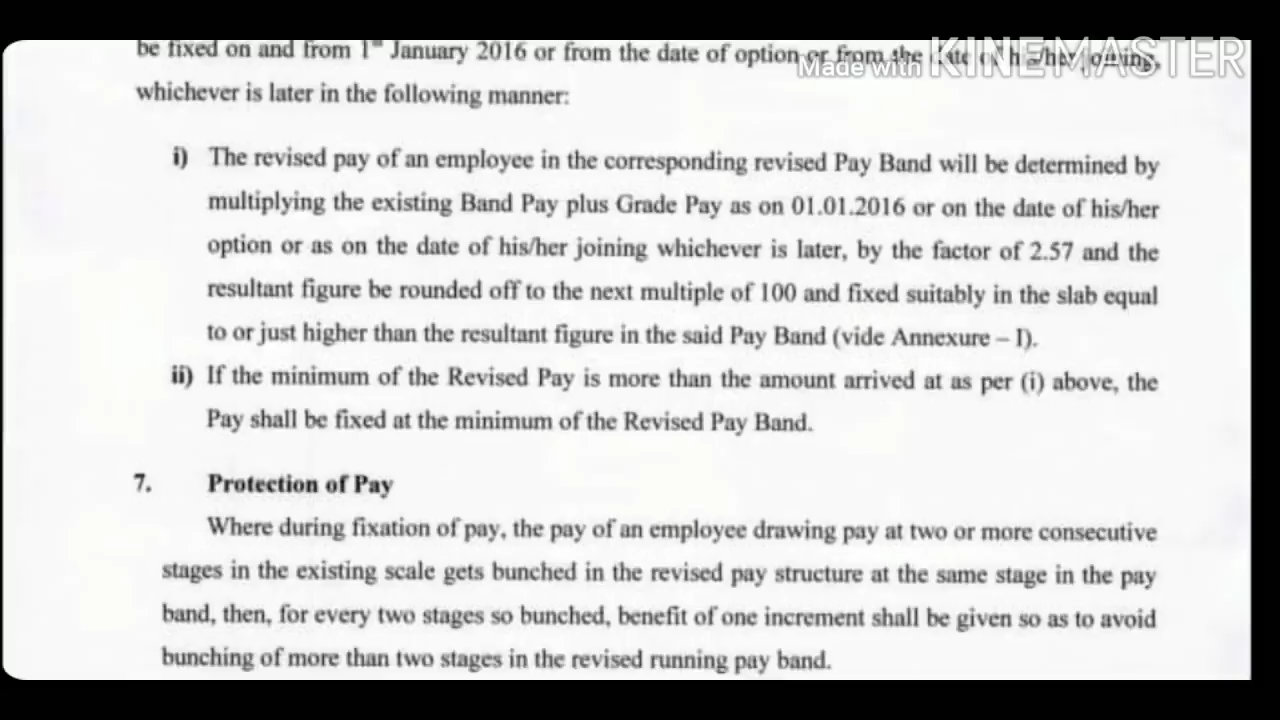 be fixed on and from 1st January 2016 or from the date of option or from the date of his/her joining,
Made with KINEMASTER
whichever is later in the following manner:
i) The revised pay of an employee in the corresponding revised Pay Band will be determined by
multiplying the existing Band Pay plus Grade Pay as on 01.01.2016 or on the date of his/her
option or as on the date of his/her joining whichever is later, by the factor of 2.57 and the
resultant figure be rounded off to the next multiple of 100 and fixed suitably in the slab equal
to or just higher than the resultant figure in the said Pay Band (vide Annexure – I).
ii) If the minimum of the Revised Pay is more than the amount arrived at as per (i) above, the
Pay shall be fixed at the minimum of the Revised Pay Band.
7. Protection of Pay
Where during fixation of pay, the pay of an employee drawing pay at two or more consecutive
stages in the existing scale gets bunched in the revised pay structure at the same stage in the pay
band, then, for every two stages so bunched, benefit of one increment shall be given so as to avoid
bunching of more than two stages in the revised running pay band.